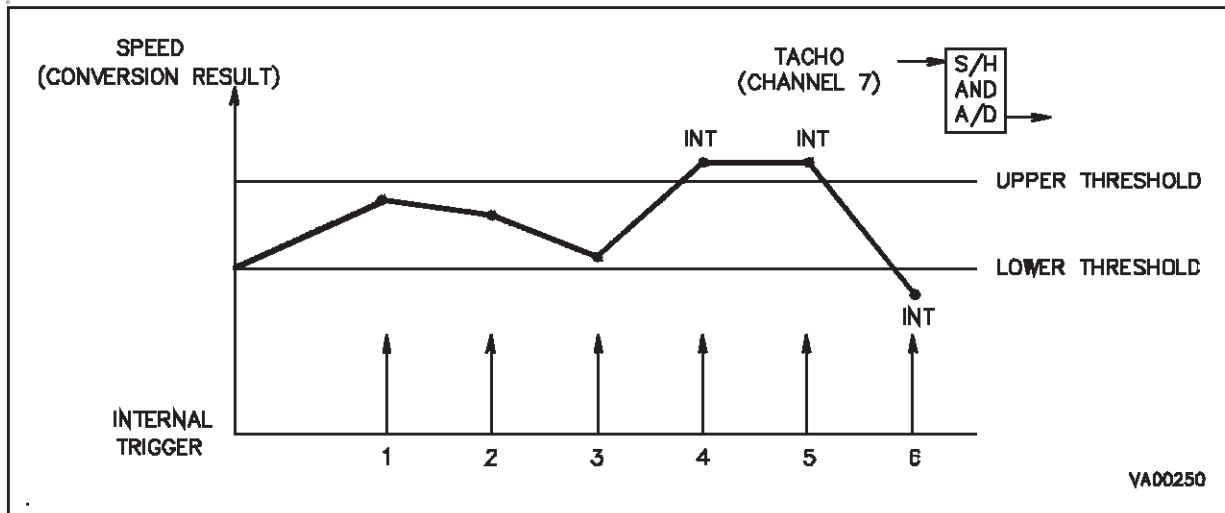 SPEED
(CONVERSION RESULT)
TACHO
(CHANNEL 7)
S/H
AND
A/D
INT
INT
UPPER THRESHOLD
LOWER THRESHOLD
INT
INTERNAL
TRIGGER
1 2 3 4 5 6
VA00250